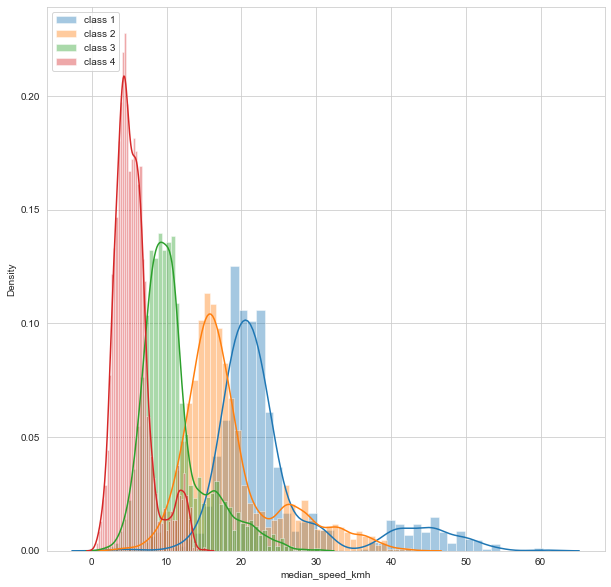 class 1
class 2
class 3
class 4
0.20
0.15
0.10
0.05
0.00
Density
0 10 20 30 40 50 60
median_speed_kmh